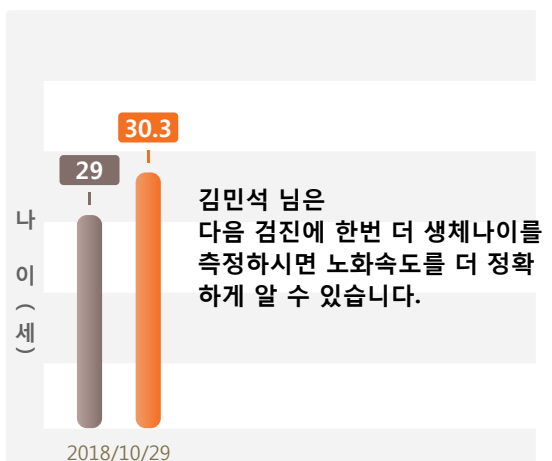 30.3
29
김민석 님은
다음 검진에 한번 더 생체나이를
측정하시면 노화속도를 더 정확
하게 알 수 있습니다.
나 이 (세)
2018/10/29